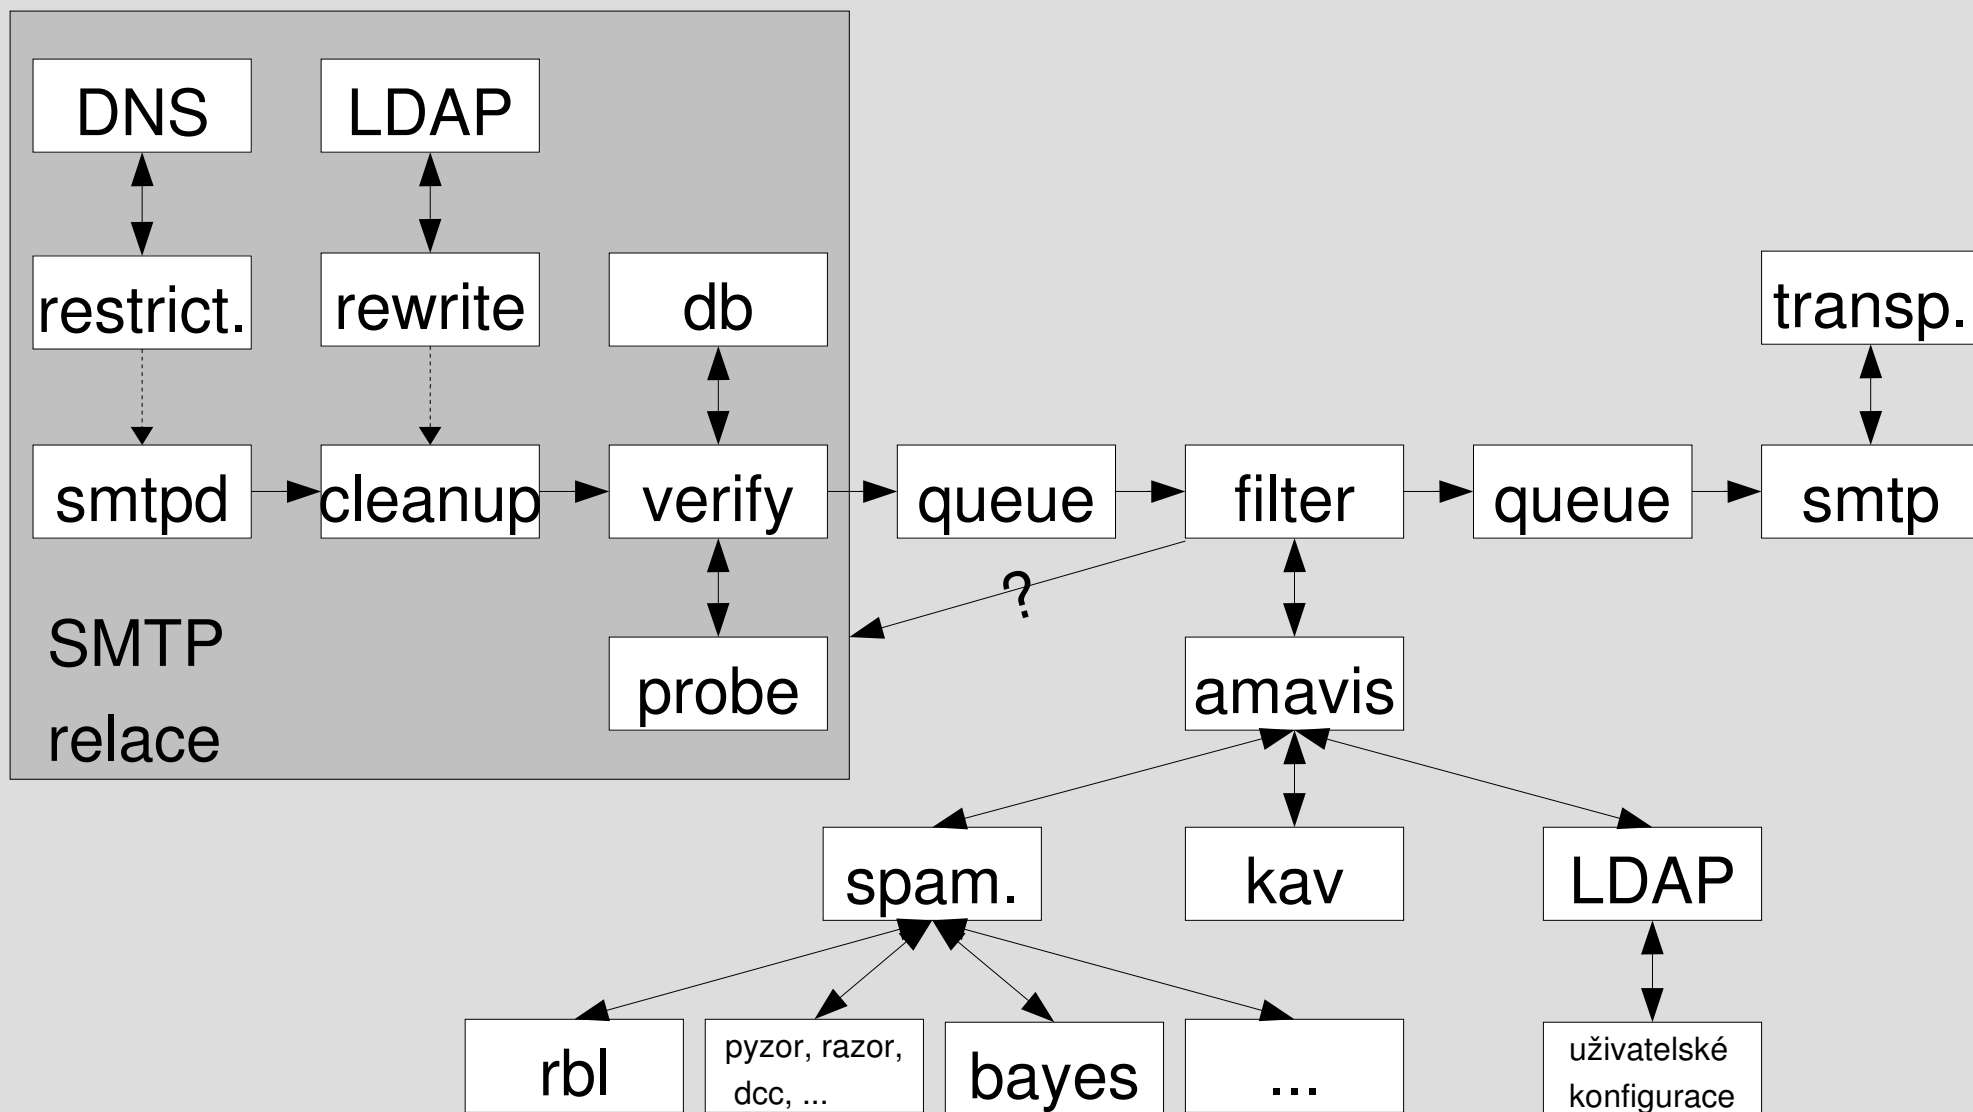 DNS
LDAP
restrict.
rewrite
db
transp.
smtpd
cleanup
verify
queue
filter
queue
smtp
?
SMTP
relace
probe
amavis
spam.
kav
LDAP
rbl
pyzor, razor,
dcc, ...
bayes
...
uživatelské
konfigurace